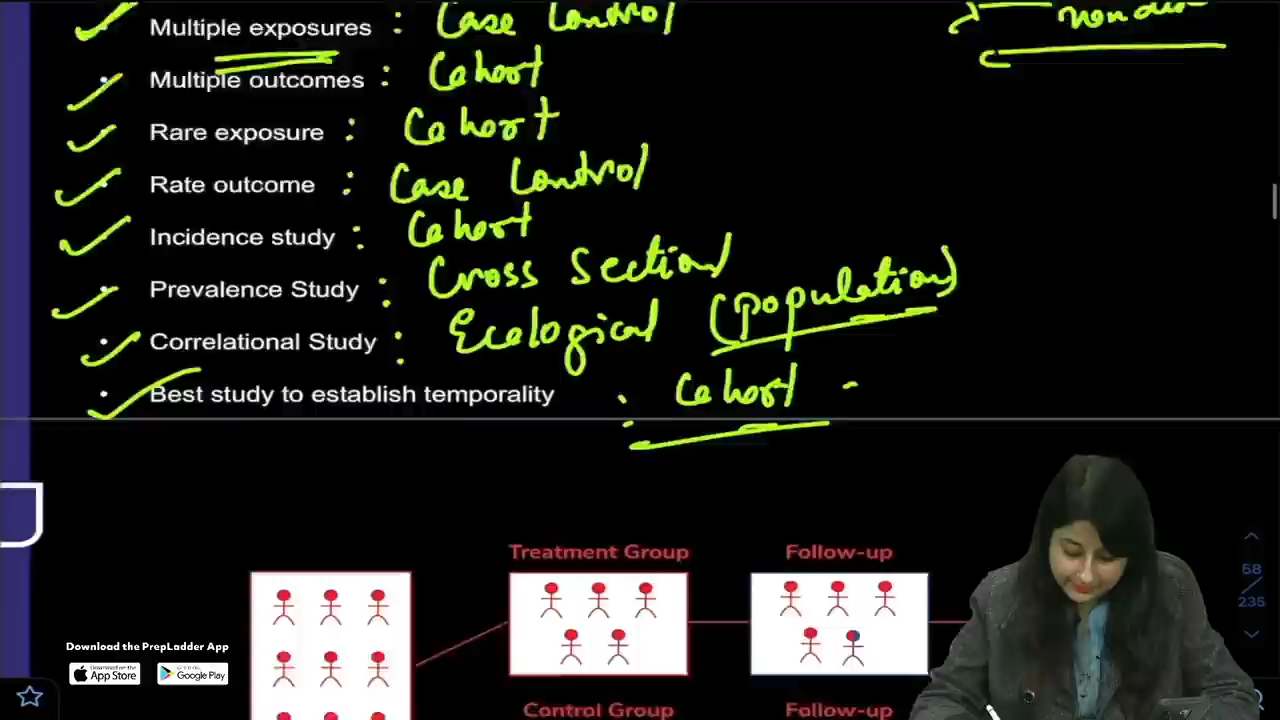 Multiple exposures : Case Control
Multiple outcomes : Cohort
Rare exposure : Cohort
Rate outcome : Case Control
Incidence study : Cohort
Prevalence Study : Cross Section
Correlational Study : Ecological (population)
Best study to establish temporality : Cohort
Treatment Group
Follow-up
Control Group
Follow-up
Download the PrepLadder App
App Store
Google Play
58
235